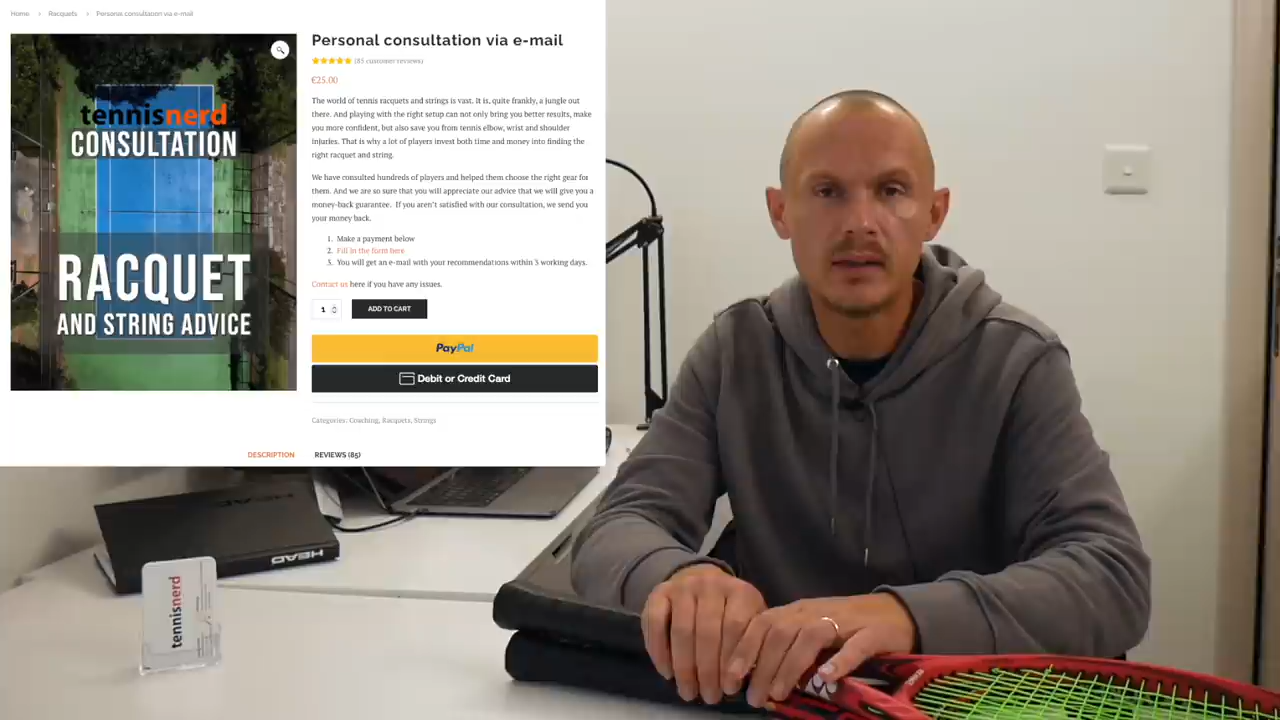 Home > Racquets > Personal consultation via e-mail
tennisnerd
CONSULTATION
RACQUET
AND STRING ADVICE
Personal consultation via e-mail
(85 customer reviews)
€25.00
The world of tennis racquets and strings is vast. It is, quite frankly, a jungle out
there. And playing with the right setup can not only bring you better results, make
you more confident, but also save you from tennis elbow, wrist and shoulder
injuries. That is why a lot of players invest both time and money into finding the
right racquet and string.
We have consulted hundreds of players and helped them choose the right gear for
them. And we are so sure that you will appreciate our advice that we will give you a
money-back guarantee. If you aren't satisfied with our consultation, we send you
your money back.
1. Make a payment below
2. Fill in the form here
3. You will get an e-mail with your recommendations within 3 working days.
Contact us here if you have any issues.
1
ADD TO CART
PayPal
Debit or Credit Card
Categories: Coaching, Racquets, Strings
DESCRIPTION
REVIEWS (85)
HEAD
tennisnerd